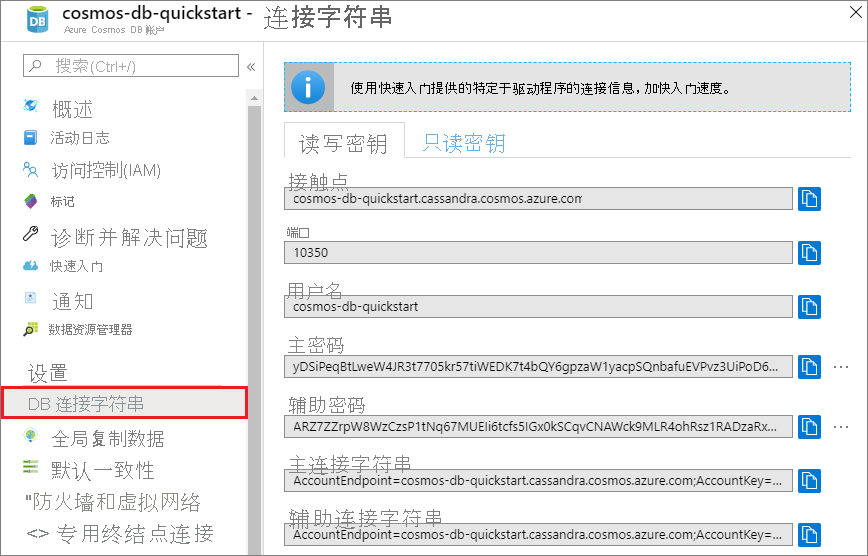 cosmos-db-quickstart - 连接字符串
Azure Cosmos DB 帐户
搜索(Ctrl+/)
概述
活动日志
访问控制(IAM)
标记
诊断并解决问题
快速入门
通知
数据资源管理器
设置
DB 连接字符串
全局复制数据
默认一致性
"防火墙和虚拟网络
<> 专用终结点连接
使用快速入门提供的特定于驱动程序的连接信息，加快入门速度。
读写密钥 只读密钥
接触点
cosmos-db-quickstart.cassandra.cosmos.azure.com
端口
10350
用户名
cosmos-db-quickstart
主密码
yDSiPeqBtLweW4JR3t7705kr57tiWEDK7t4bQY6gpzaW1yacpSQnbafuEVPvz3UiPoD6...
辅助密码
ARZ7ZZrpW8WzCzsP1tNq67MUEIi6tcfs5IGx0kSCqvCNAWck9MLR4ohRsz1RADzaRx...
主连接字符串
AccountEndpoint=cosmos-db-quickstart.cassandra.cosmos.azure.com;AccountKey=...
辅助连接字符串
AccountEndpoint=cosmos-db-quickstart.cassandra.cosmos.azure.com;AccountKey=...